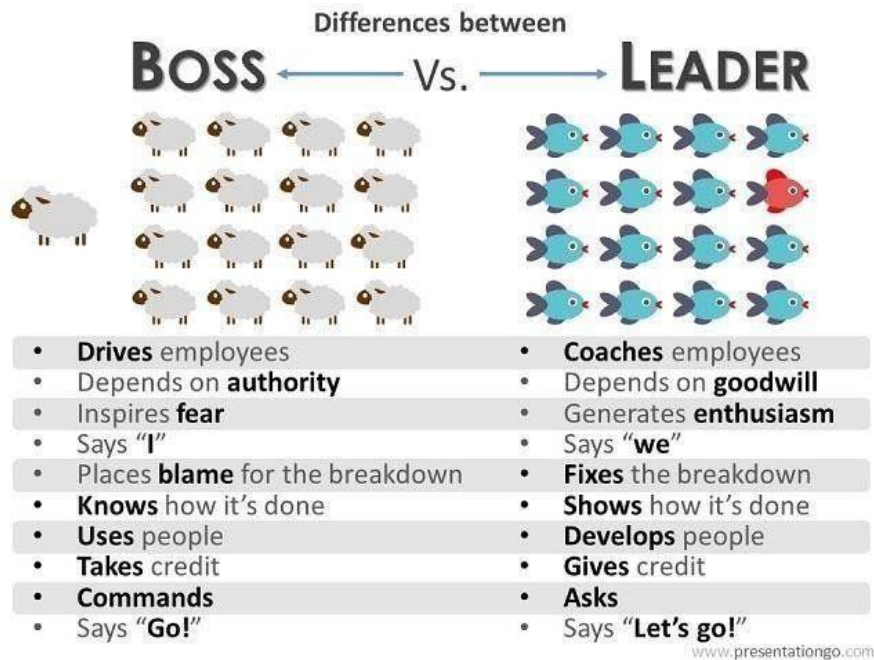 Differences between
BOSS Vs. LEADER
• Drives employees
• Depends on authority
• Inspires fear
• Says “I”
• Places blame for the breakdown
• Knows how it’s done
• Uses people
• Takes credit
• Commands
• Says “Go!”
• Coaches employees
• Depends on goodwill
• Generates enthusiasm
• Says “we”
• Fixes the breakdown
• Shows how it’s done
• Develops people
• Gives credit
• Asks
• Says “Let’s go!”
www.presentationgo.com